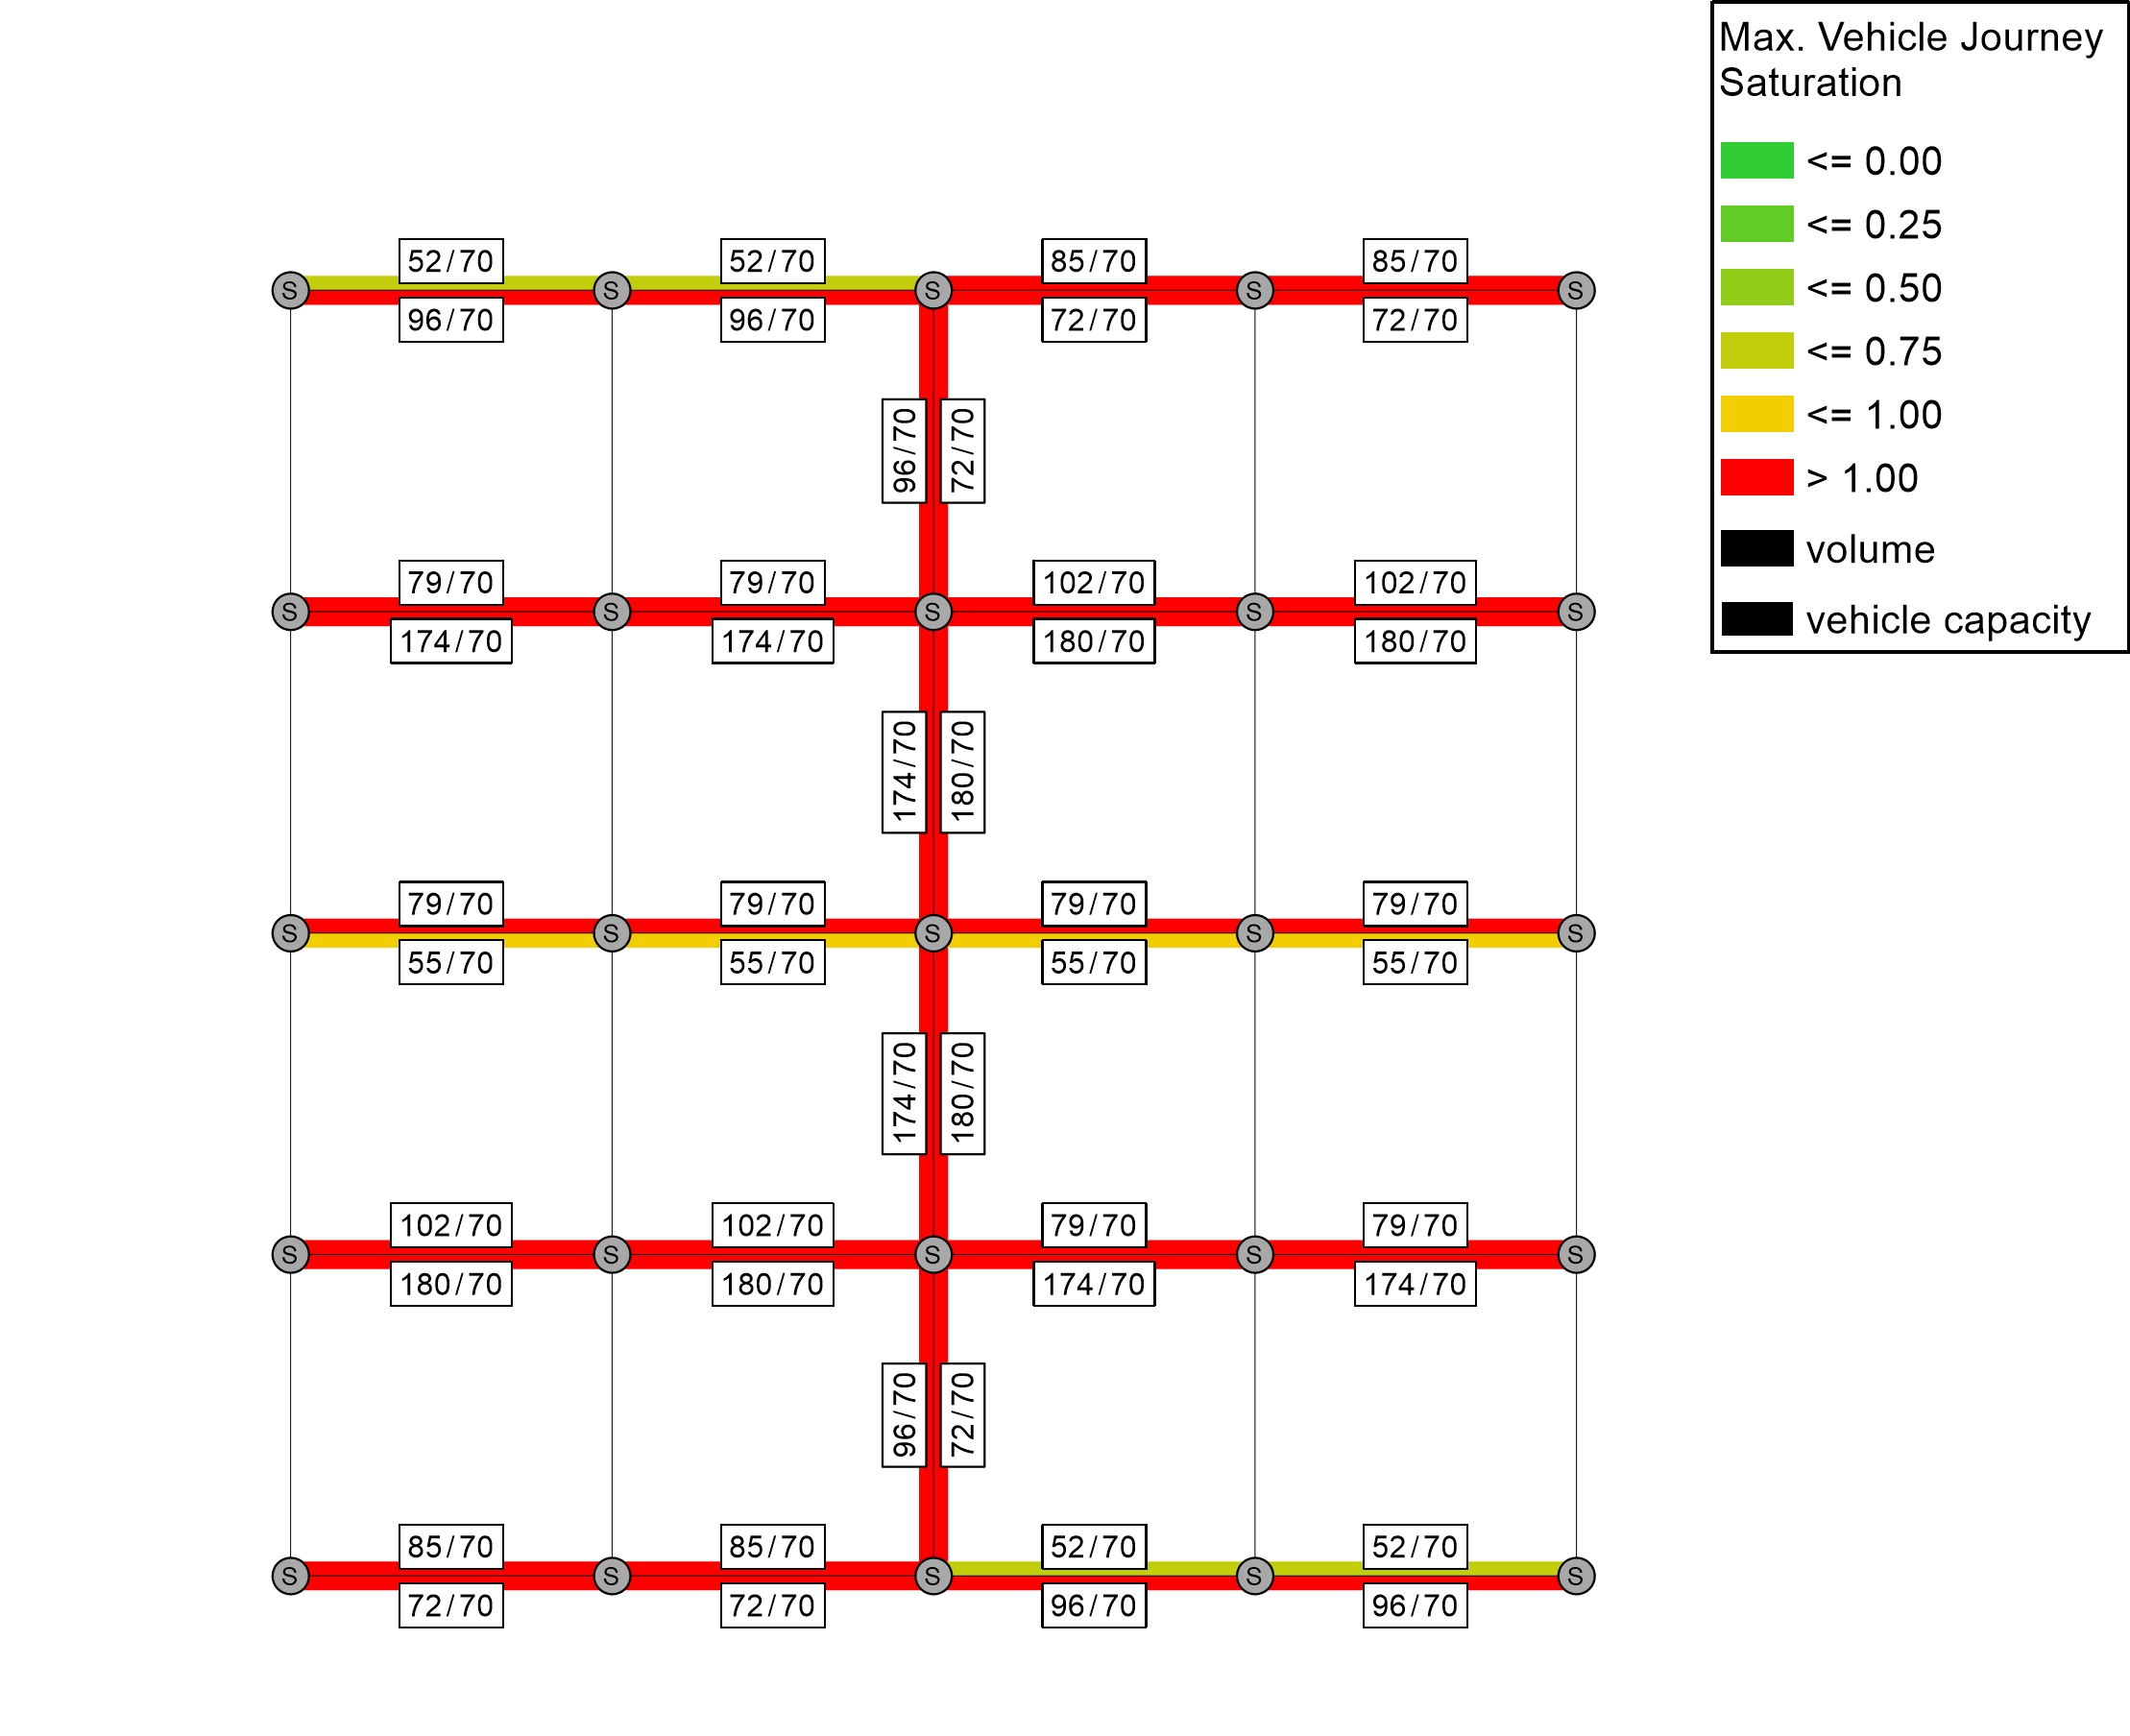 Max. Vehicle Journey
Saturation
<= 0.00
<= 0.25
<= 0.50
<= 0.75
<= 1.00
> 1.00
volume
vehicle capacity
52/70 52/70 85/70 85/70
S S S S S
96/70 96/70 72/70 72/70
96/70 72/70
79/70 79/70 102/70 102/70
S S S S S
174/70 174/70 180/70 180/70
174/70 180/70
79/70 79/70 79/70 79/70
S S S S S
55/70 55/70 55/70 55/70
174/70 180/70
102/70 102/70 79/70 79/70
S S S S S
180/70 180/70 174/70 174/70
96/70 72/70
85/70 85/70 52/70 52/70
S S S S S
72/70 72/70 96/70 96/70